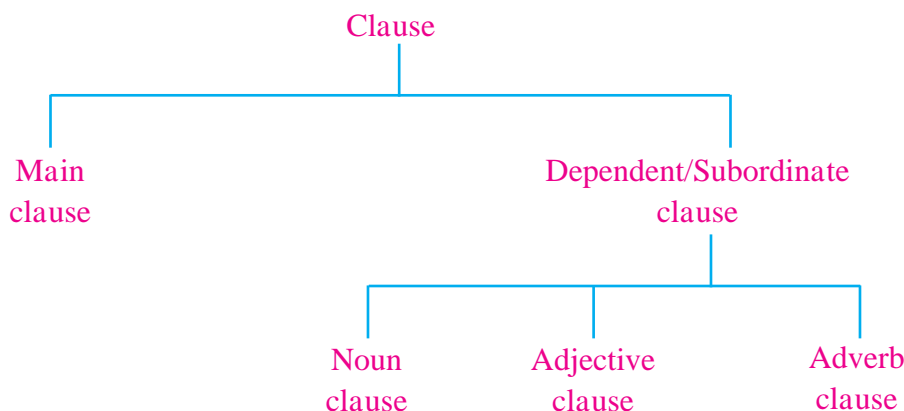 Clause
Main
clause
Dependent/Subordinate
clause
Noun
clause
Adjective
clause
Adverb
clause